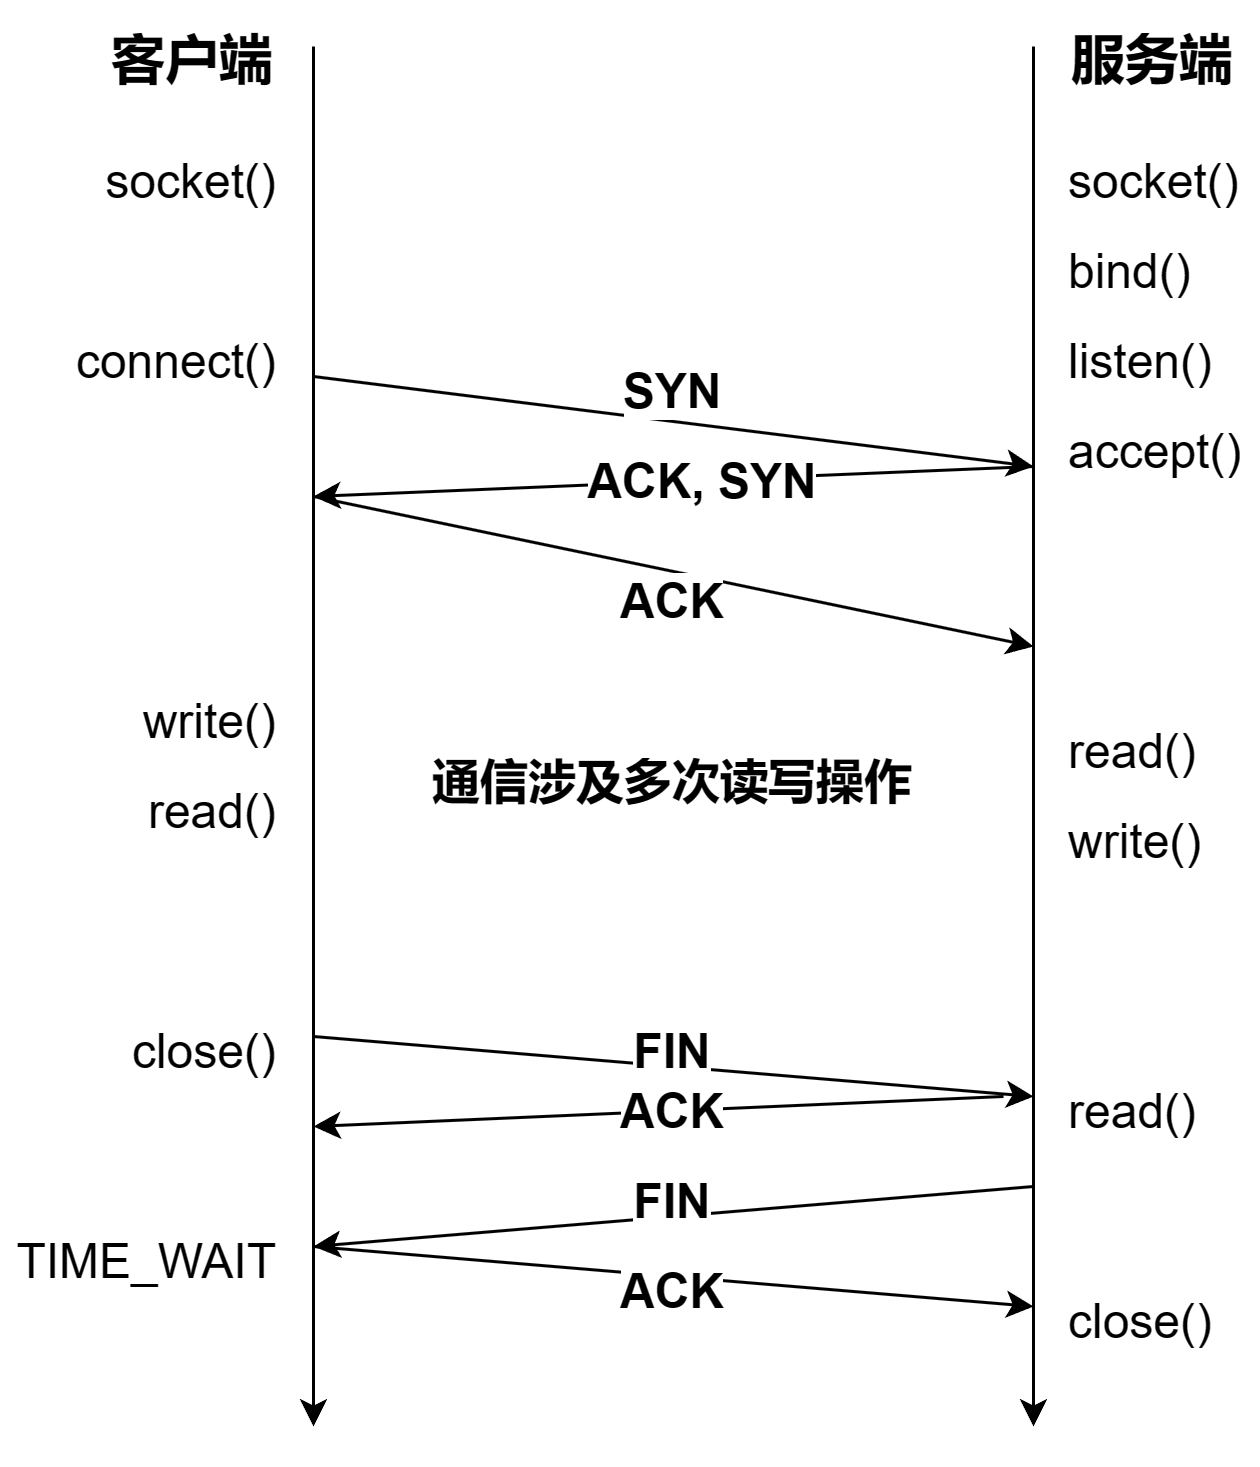 客户端
服务端
socket()
socket()
bind()
connect()
listen()
SYN
accept()
ACK, SYN
ACK
write()
read()
通信涉及多次读写操作
read()
write()
close()
FIN
ACK
read()
FIN
TIME_WAIT
ACK
close()